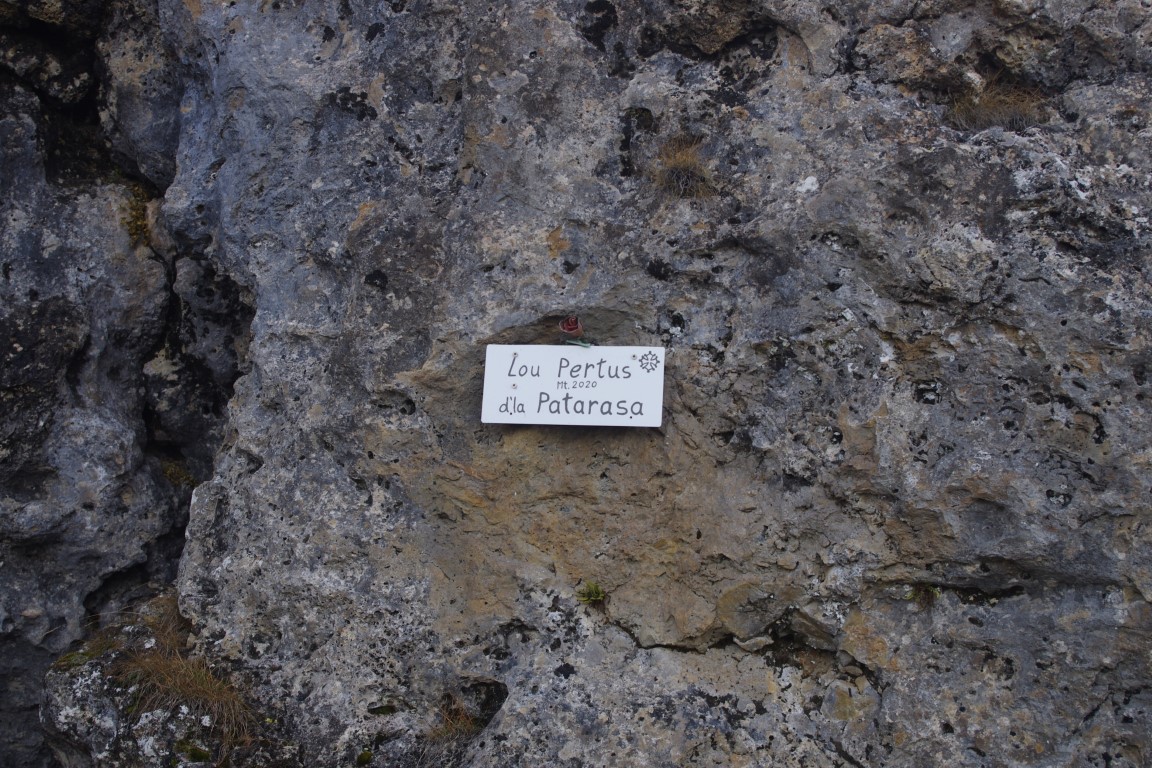 Lou Pertus
Mt. 2020
d'la Patarasa